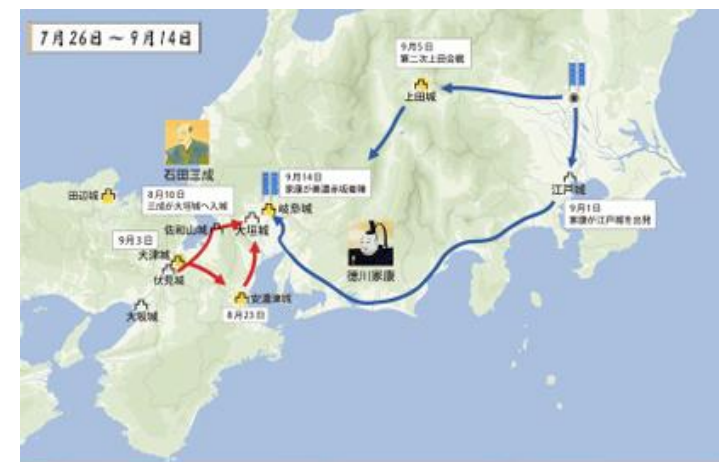 7月26日～9月14日
9月5日
第二次上田合戦
上田城
石田三成
9月14日
家康が美濃赤坂着陣
田辺城
8月10日
三成が大垣城へ入城
岐阜城
江戸城
佐和山城
大垣城
9月1日
家康が江戸城を出発
9月3日
大津城
伏見城
徳川家康
安濃津城
大坂城
8月23日